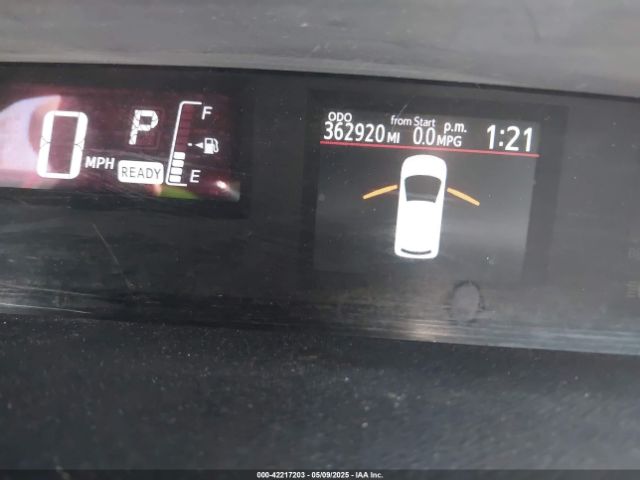 0 MPH
P
READY
F
E
ODO
362920 MI
from Start
0.0 MPG
p.m.
1:21
000-42217203 - 05/09/2025 - IAA Inc.